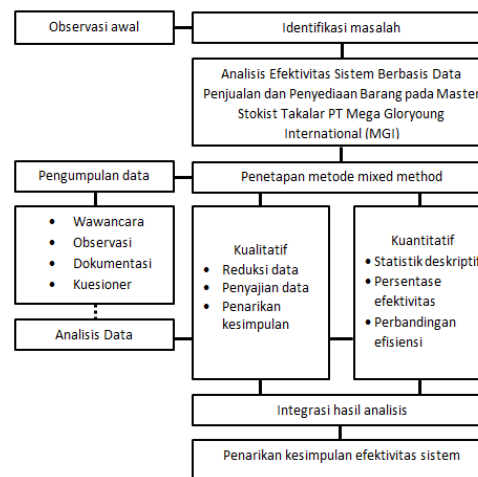 Observasi awal
Identifikasi masalah
Analisis Efektivitas Sistem Berbasis Data
Penjualan dan Penyediaan Barang pada Master
Stokist Takalar PT Mega Gloryoung
International (MGI)
Pengumpulan data
Penetapan metode mixed method
• Wawancara
• Observasi
• Dokumentasi
• Kuesioner
Kualitatif
• Reduksi data
• Penyajian data
• Penarikan
kesimpulan
Kuantitatif
• Statistik deskriptif
• Persentase
efektivitas
• Perbandingan
efisiensi
Analisis Data
Integrasi hasil analisis
Penarikan kesimpulan efektivitas sistem